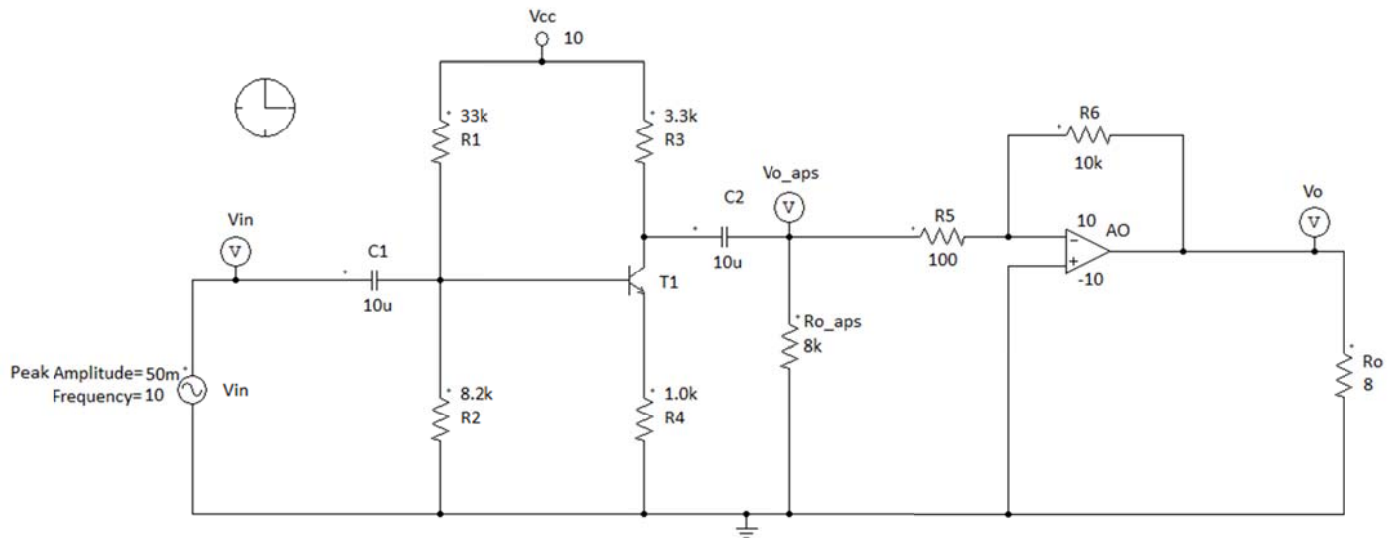 Vcc
10
33k
R1
3.3k
R3
R6
10k
Vo_aps
V
C2
10u
R5
100
10
AO
-10
Vo
V
Vin
V
C1
10u
T1
Ro_aps
8k
Peak Amplitude=50m
Frequency=10
Vin
8.2k
R2
1.0k
R4
Ro
8